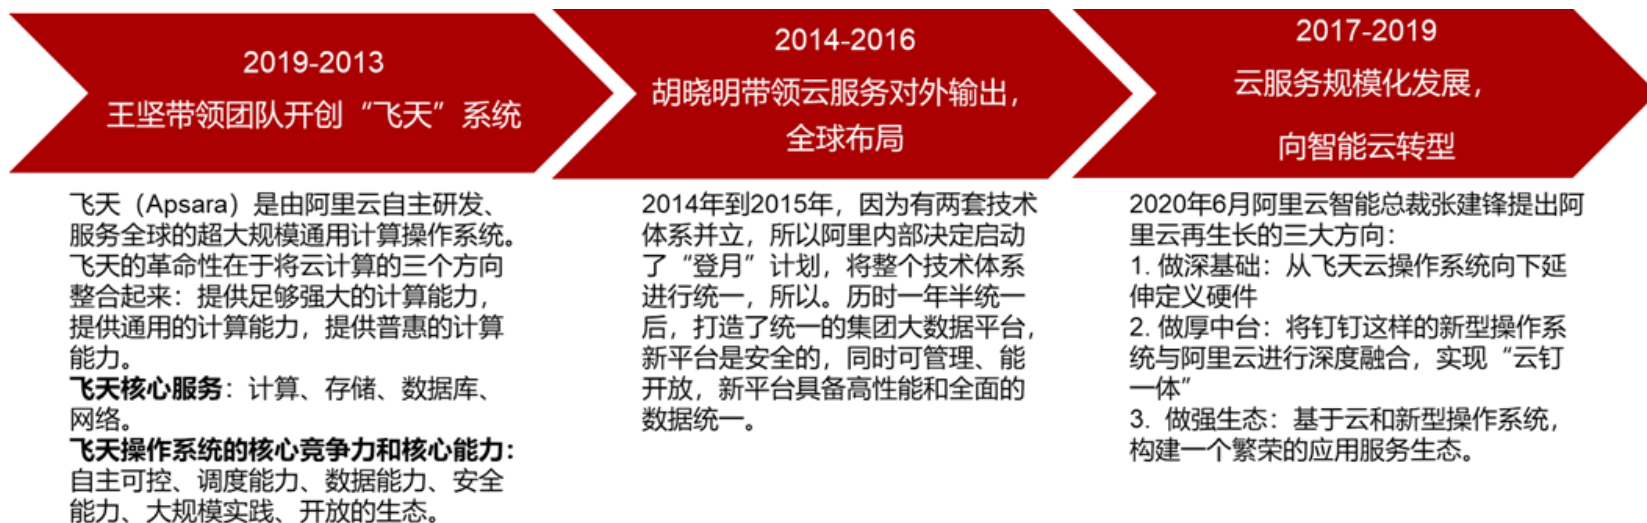 2019-2013
王坚带领团队开创“飞天”系统
飞天（Apsara）是由阿里云自主研发、
服务全球的超大规模通用计算操作系统。
飞天的革命性在于将云计算的三个方向
整合起来：提供足够强大的计算能力，
提供通用的计算能力，提供普惠的计算
能力。
飞天核心服务：计算、存储、数据库、
网络。
飞天操作系统的核心竞争力和核心能力：
自主可控、调度能力、数据能力、安全
能力、大规模实践、开放的生态。
2014-2016
胡晓明带领云服务对外输出，
全球布局
2014年到2015年，因为有两套技术
体系并立，所以阿里内部决定启动
了“登月”计划，将整个技术体系
进行统一，所以。历时一年半统一
后，打造了统一的集团大数据平台，
新平台是安全的，同时可管理、能
开放，新平台具备高性能和全面的
数据统一。
2017-2019
云服务规模化发展，
向智能云转型
2020年6月阿里云智能总裁张建锋提出阿
里云再生长的三大方向：
1. 做深基础：从飞天云操作系统向下延
伸定义硬件
2. 做厚中台：将钉钉这样的新型操作系
统与阿里云进行深度融合，实现“云钉
一体”
3. 做强生态：基于云和新型操作系统，
构建一个繁荣的应用服务生态。